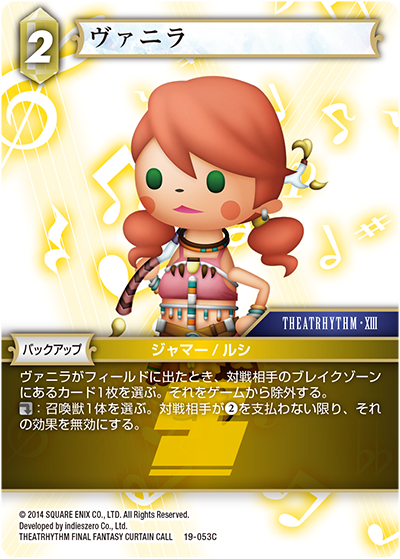 2
ヴァニラ
THEATRHYTHM・XIII
バックアップ
ジャマー / ルシ
ヴァニラがフィールドに出たとき、対戦相手のブレイクゾーン
にあるカード1枚を選ぶ。それをゲームから除外する。
：召喚獣1体を選ぶ。対戦相手が❷を支払わない限り、それ
の効果を無効にする。
© 2014 SQUARE ENIX CO., LTD. All Rights Reserved.
Developed by indieszero Co., Ltd.
THEATRHYTHM FINAL FANTASY CURTAIN CALL 19-053C